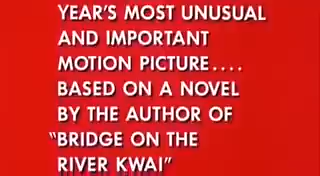 YEAR'S MOST UNUSUAL
AND IMPORTANT
MOTION PICTURE....
BASED ON A NOVEL
BY THE AUTHOR OF
"BRIDGE ON THE
RIVER KWAI"